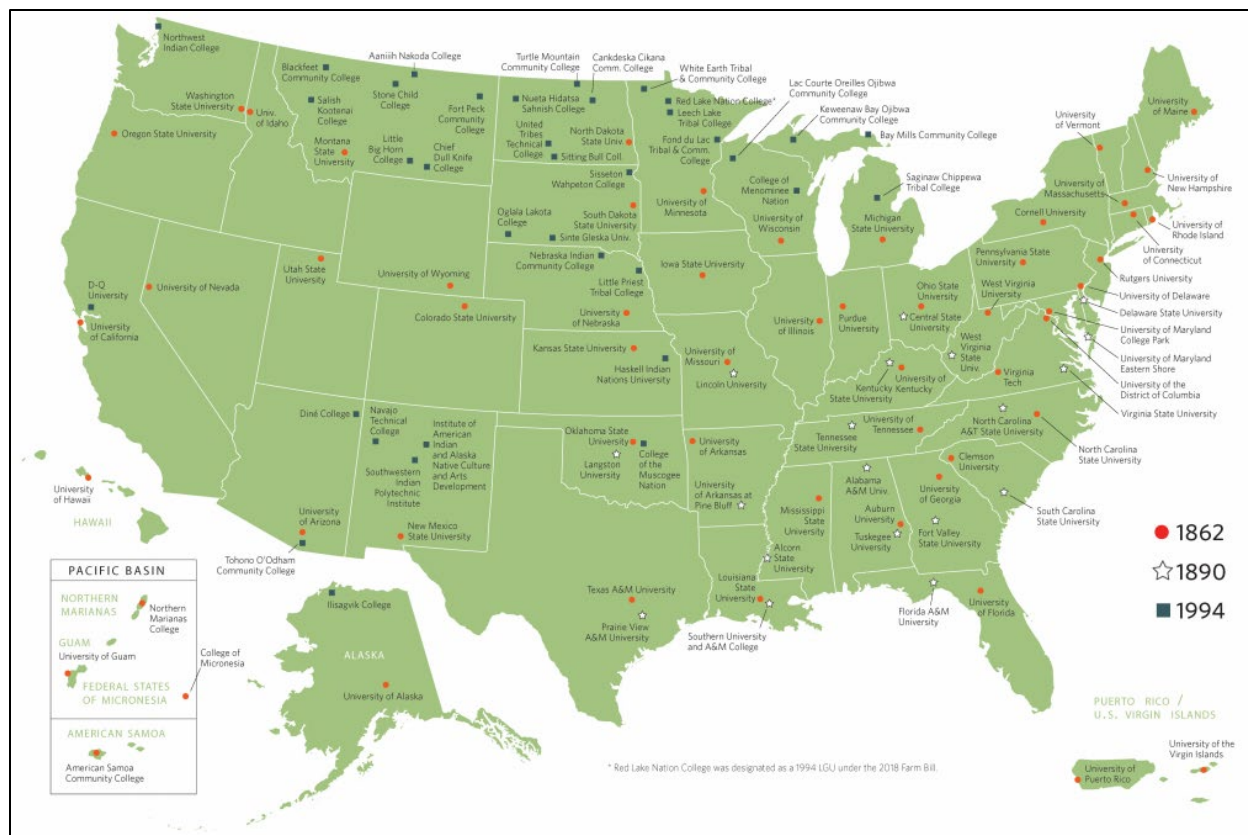 Northwest
Indian College
Washington
State University
Univ.
of Idaho
Oregon State University
Blackfeet
Community College
Aaniiih Nakoda College
Stone Child
College
Salish
Kootenai
College
Montana
State
University
Little
Big Horn
College
Chief
Dull Knife
College
Fort Peck
Community
College
Turtle Mountain
Community College
Cankdeska Cikana
Comm. College
Nueta Hidatsa
Sahnish College
United
Tribes
Technical
College
North Dakota
State Univ.
Sitting Bull Coll.
White Earth Tribal
& Community College
Red Lake Nation College*
Leech Lake
Tribal College
Fond du Lac
Tribal & Comm.
College
Lac Courte Oreilles Ojibwa
Community College
Keweenaw Bay Ojibwa
Community College
Bay Mills Community College
Sisseton
Wahpeton College
South Dakota
State University
Oglala Lakota
College
Sinte Gleska Univ.
University of
Minnesota
College of
Menominee
Nation
University of
Wisconsin
Saginaw Chippewa
Tribal College
Michigan
State University
University of
Vermont
University of
Maine
University of
New Hampshire
University of
Massachusetts
Cornell University
University of
Rhode Island
University
of Connecticut
Pennsylvania State
University
Rutgers University
University of Delaware
Delaware State University
University of Maryland
College Park
University of Maryland
Eastern Shore
University of the
District of Columbia
Virginia State University
D-Q
University
University of
California
University of Nevada
Utah State
University
University of Wyoming
Colorado State University
Nebraska Indian
Community College
Little Priest
Tribal College
University of
Nebraska
Iowa State University
Kansas State University
Haskell Indian
Nations University
University of
Missouri
Lincoln University
University of
Illinois
Purdue
University
Ohio State
University
Central State
University
West Virginia
University
West
Virginia
State
Univ.
Kentucky
State University
University of
Kentucky
Virginia
Tech
Diné College
Navajo
Technical
College
Institute of
American
Indian
and Alaska
Native Culture
and Arts
Development
Southwestern
Indian
Polytechnic
Institute
University
of Arizona
Tohono O'Odham
Community College
New Mexico
State University
Oklahoma State
University
Langston
University
College
of the
Muscogee
Nation
University
of Arkansas
University
of Arkansas at
Pine Bluff
Tennessee
State University
University of
Tennessee
North Carolina
A&T State University
North Carolina
State University
Clemson
University
South Carolina
State University
Mississippi
State
University
Alabama
A&M Univ.
Auburn
University
Tuskegee
University
University
of Georgia
Fort Valley
State University
Alcorn
State
University
Louisiana
State
University
Southern University
and A&M College
Texas A&M University
Prairie View
A&M University
Florida A&M
University
University
of Florida
University
of Hawaii
HAWAII
PACIFIC BASIN
NORTHERN
MARIANAS
Northern
Marianas
College
GUAM
University of Guam
College of
Micronesia
FEDERAL STATES
OF MICRONESIA
AMERICAN SAMOA
American Samoa
Community College
Ilisagvik College
ALASKA
University of Alaska
1862
1890
1994
PUERTO RICO /
U.S. VIRGIN ISLANDS
University of the
Virgin Islands
University of
Puerto Rico
* Red Lake Nation College was designated as a 1994 LGU under the 2018 Farm Bill.